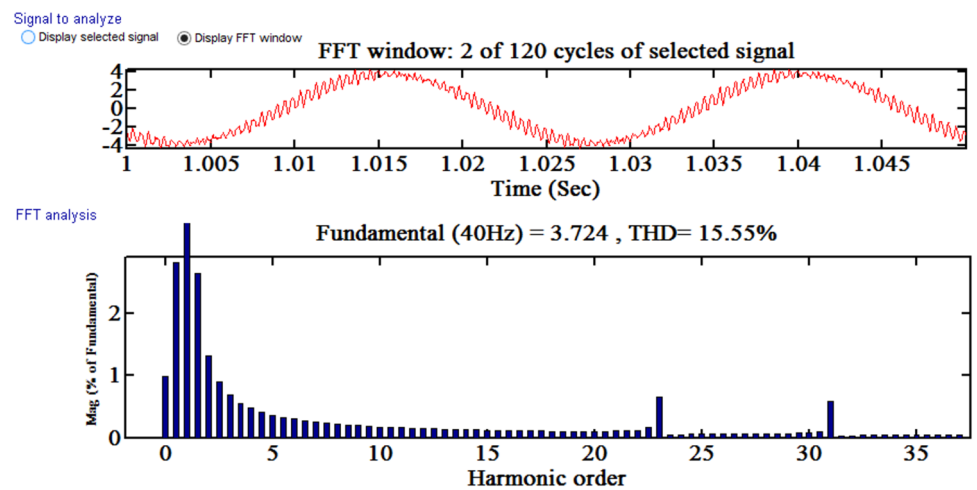 Signal to analyze
Display selected signal Display FFT window
FFT window: 2 of 120 cycles of selected signal
4
2
0
-2
-4
1 1.005 1.01 1.015 1.02 1.025 1.03 1.035 1.04 1.045
Time (Sec)
FFT analysis
Fundamental (40Hz) = 3.724 , THD= 15.55%
Mag (% of Fundamental)
2
1
0
0 5 10 15 20 25 30 35
Harmonic order